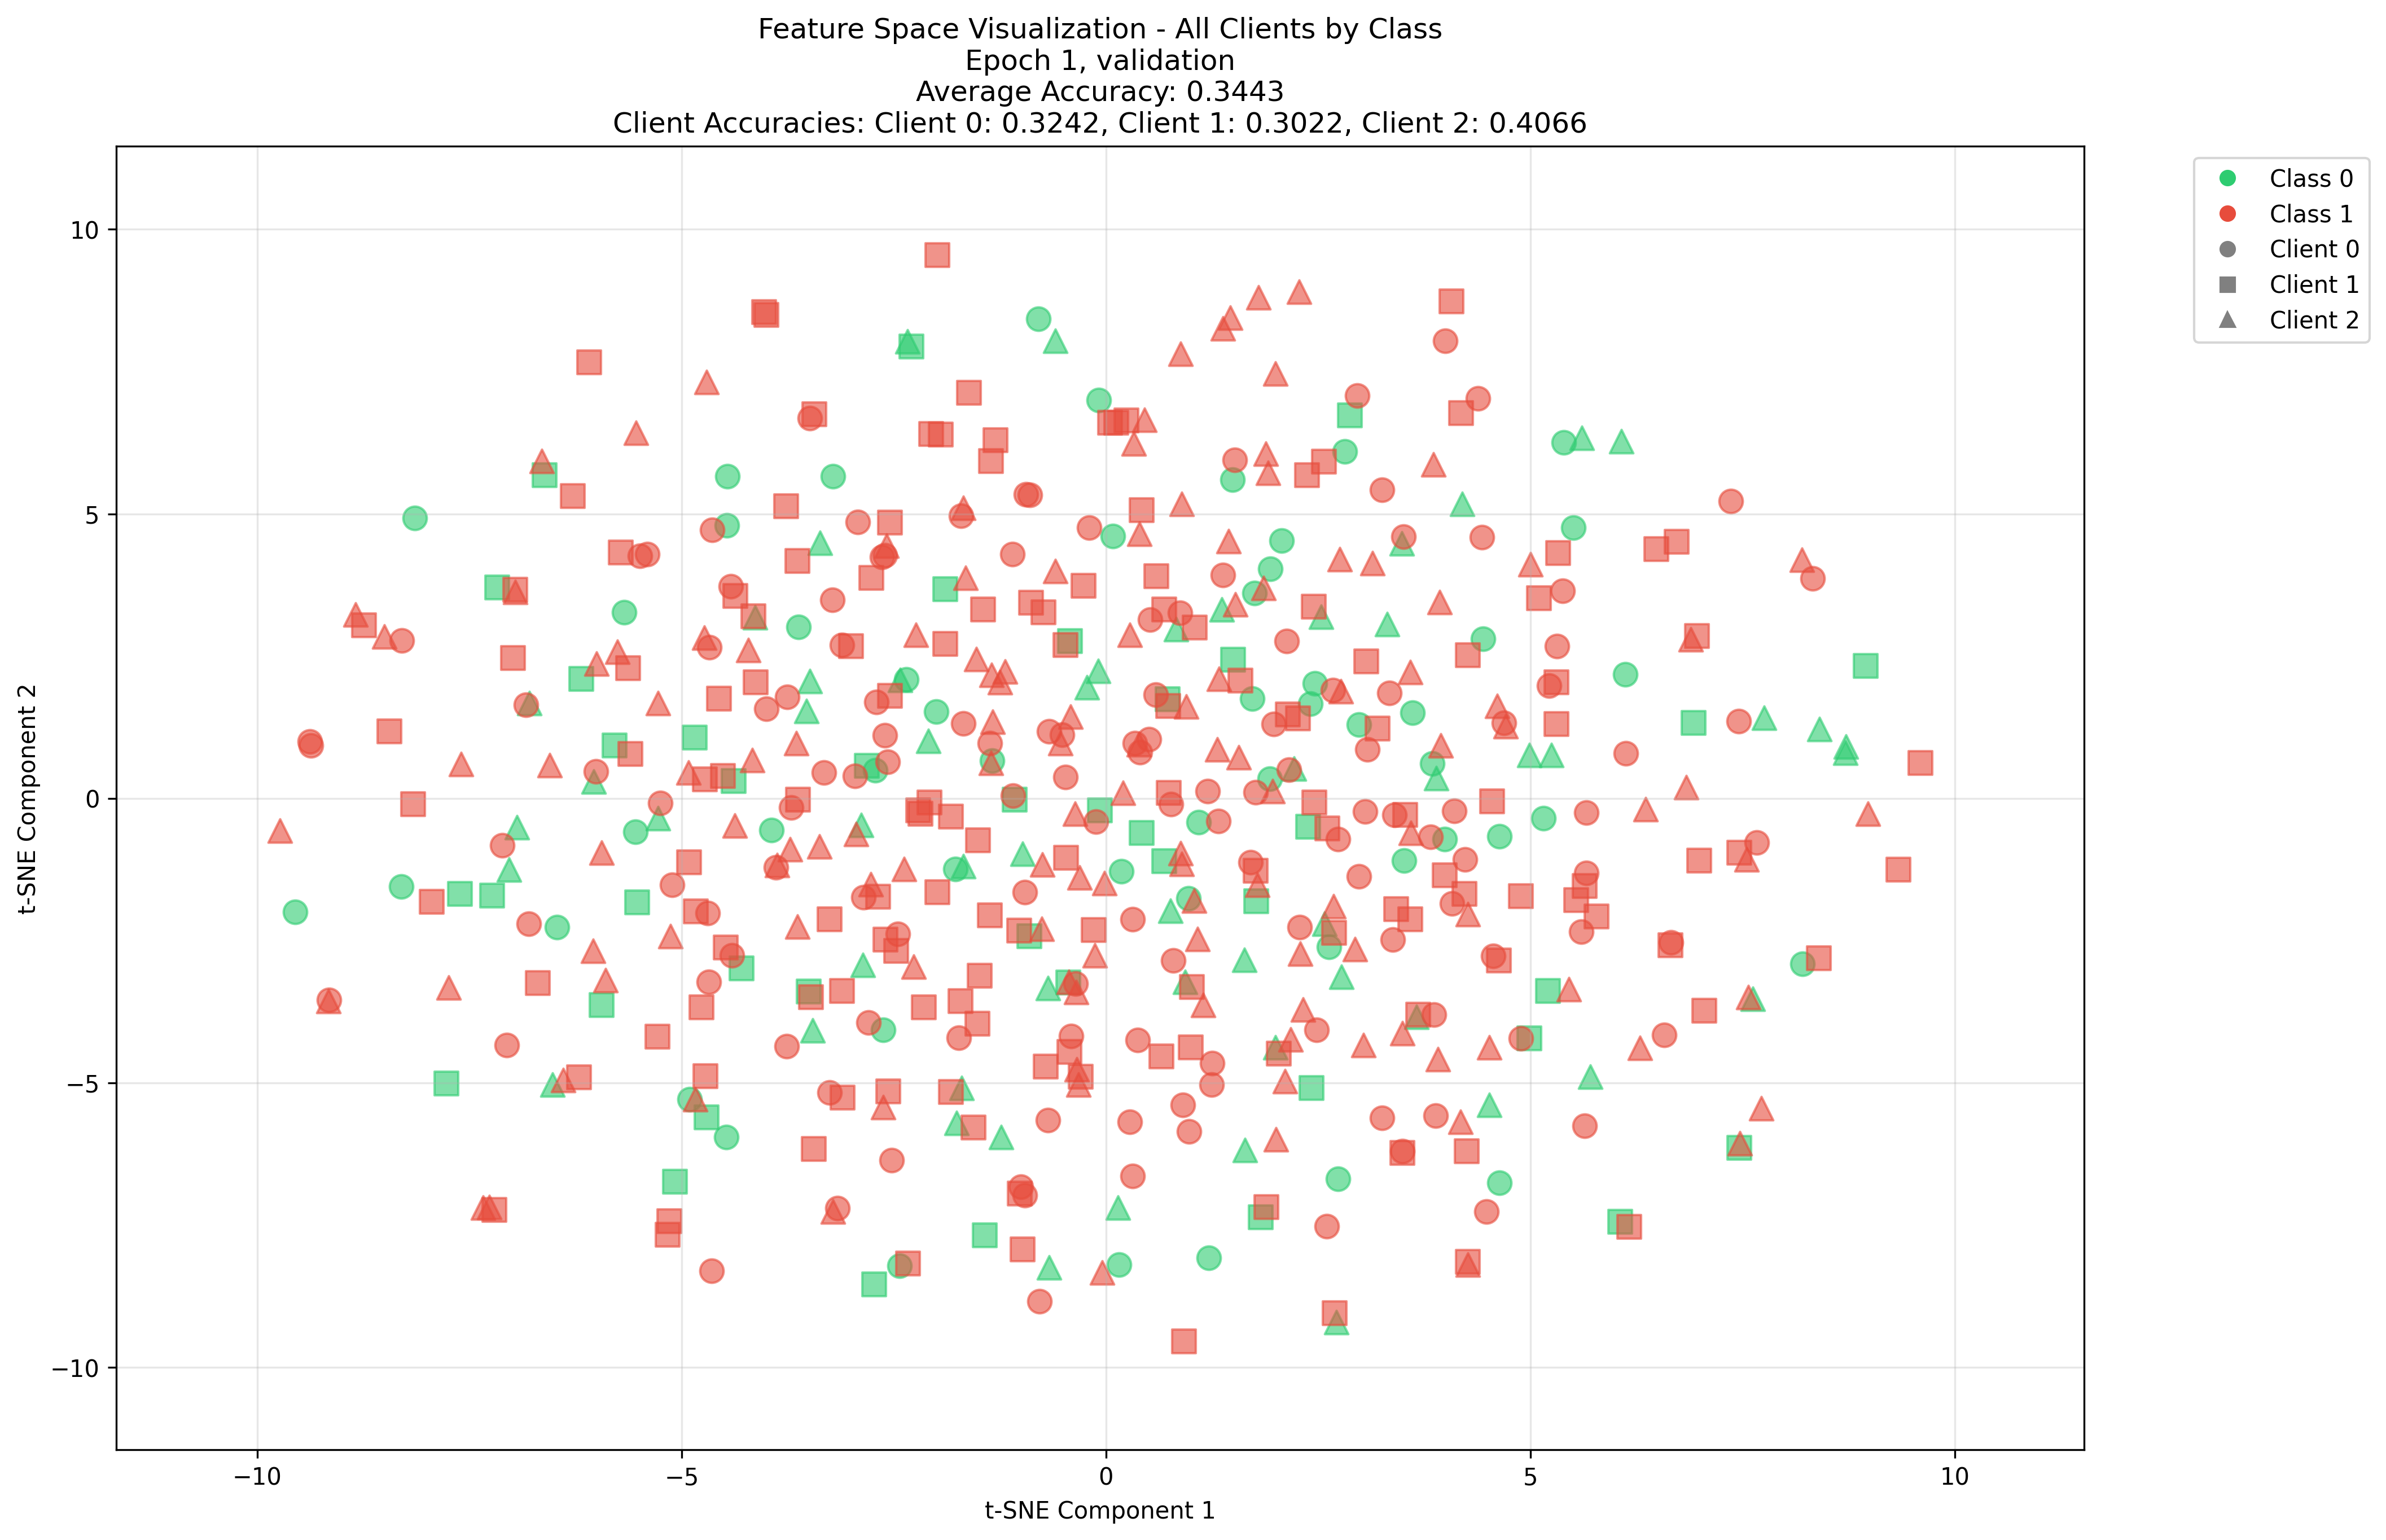 Feature Space Visualization - All Clients by Class
Epoch 1, validation
Average Accuracy: 0.3443
Client Accuracies: Client 0: 0.3242, Client 1: 0.3022, Client 2: 0.4066
Class 0
Class 1
Client 0
Client 1
Client 2
10
5
0
−5
−10
t-SNE Component 2
−10
−5
0
5
10
t-SNE Component 1